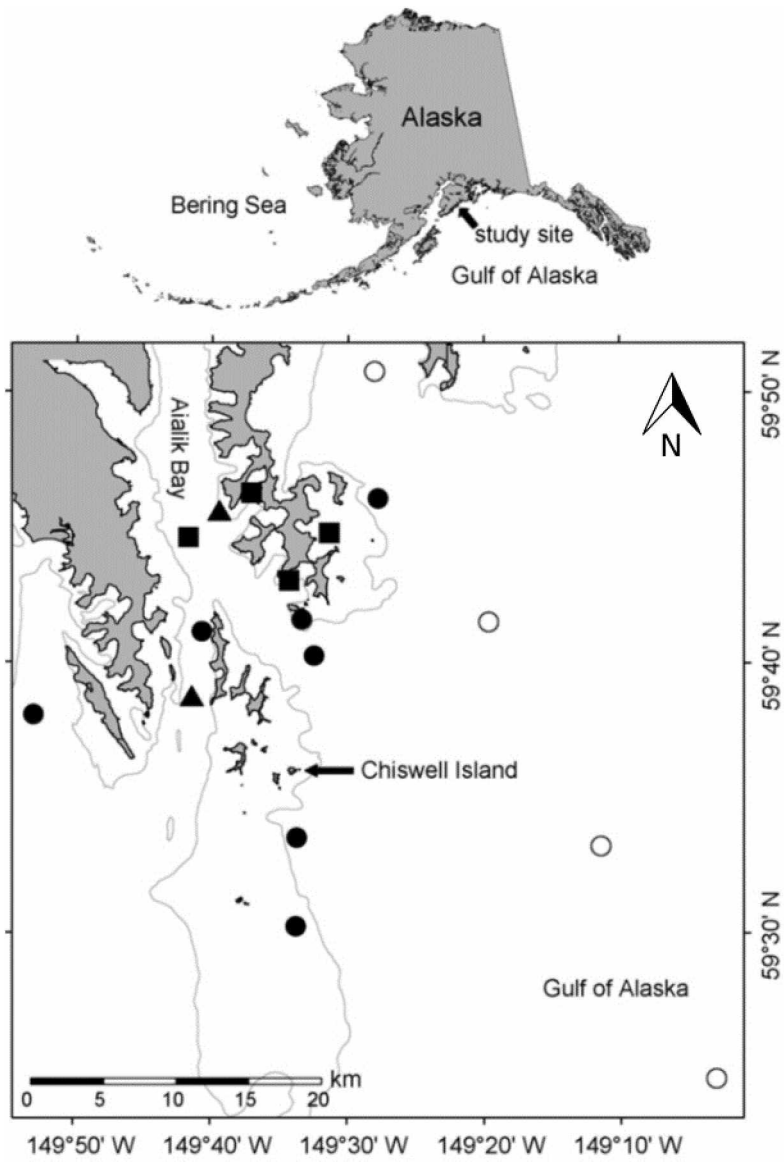 Alaska
Bering Sea
study site
Gulf of Alaska
Aialik Bay
N
59°50' N
59°40' N
Chiswell Island
59°30' N
Gulf of Alaska
km
0 5 10 15 20
149°50' W 149°40' W 149°30' W 149°20' W 149°10' W